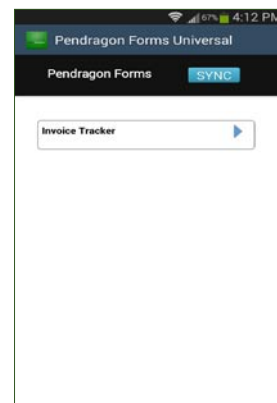 67% 4:12 PM
Pendragon Forms Universal
Pendragon Forms SYNC
Invoice Tracker